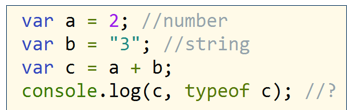 var a = 2; //number
var b = "3"; //string
var c = a + b;
console.log(c, typeof c); //?